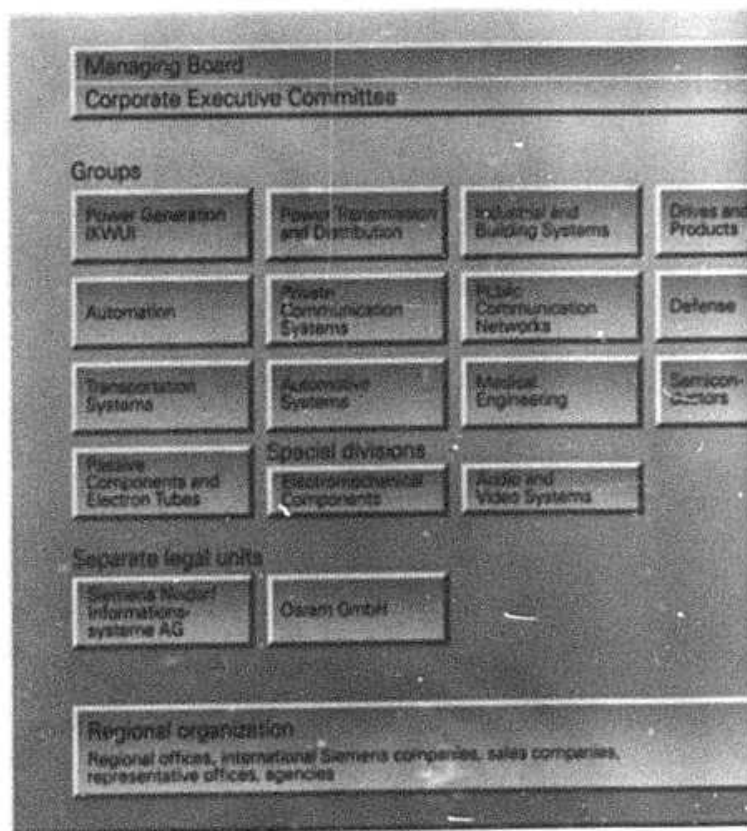 Managing Board
Corporate Executive Committee
Groups
Power Generation
(KWU)
Power Transmission
and Distribution
Industrial and
Building Systems
Drives and
Products
Automation
Private
Communication
Systems
Public
Communication
Networks
Defense
Transportation
Systems
Automotive
Systems
Medical
Engineering
Semicon-
ductors
Passive
Components and
Electron Tubes
Special divisions
Electromechanical
Components
Audio and
Video Systems
Separate legal units
Siemens Nixdorf
Informations-
systeme AG
Osram GmbH
Regional organization
Regional offices, international Siemens companies, sales companies,
representative offices, agencies